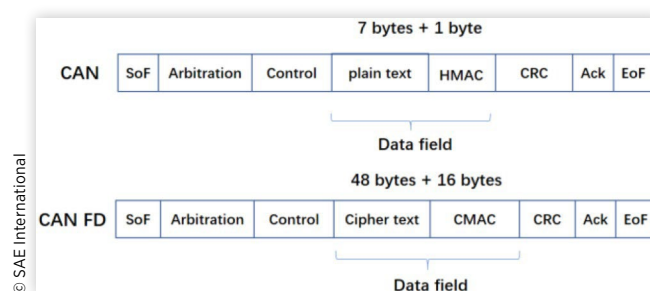 7 bytes + 1 byte
CAN SoF Arbitration Control plain text HMAC CRC Ack EoF
Data field
48 bytes + 16 bytes
CAN FD SoF Arbitration Control Cipher text CMAC CRC Ack EoF
Data field
© SAE International